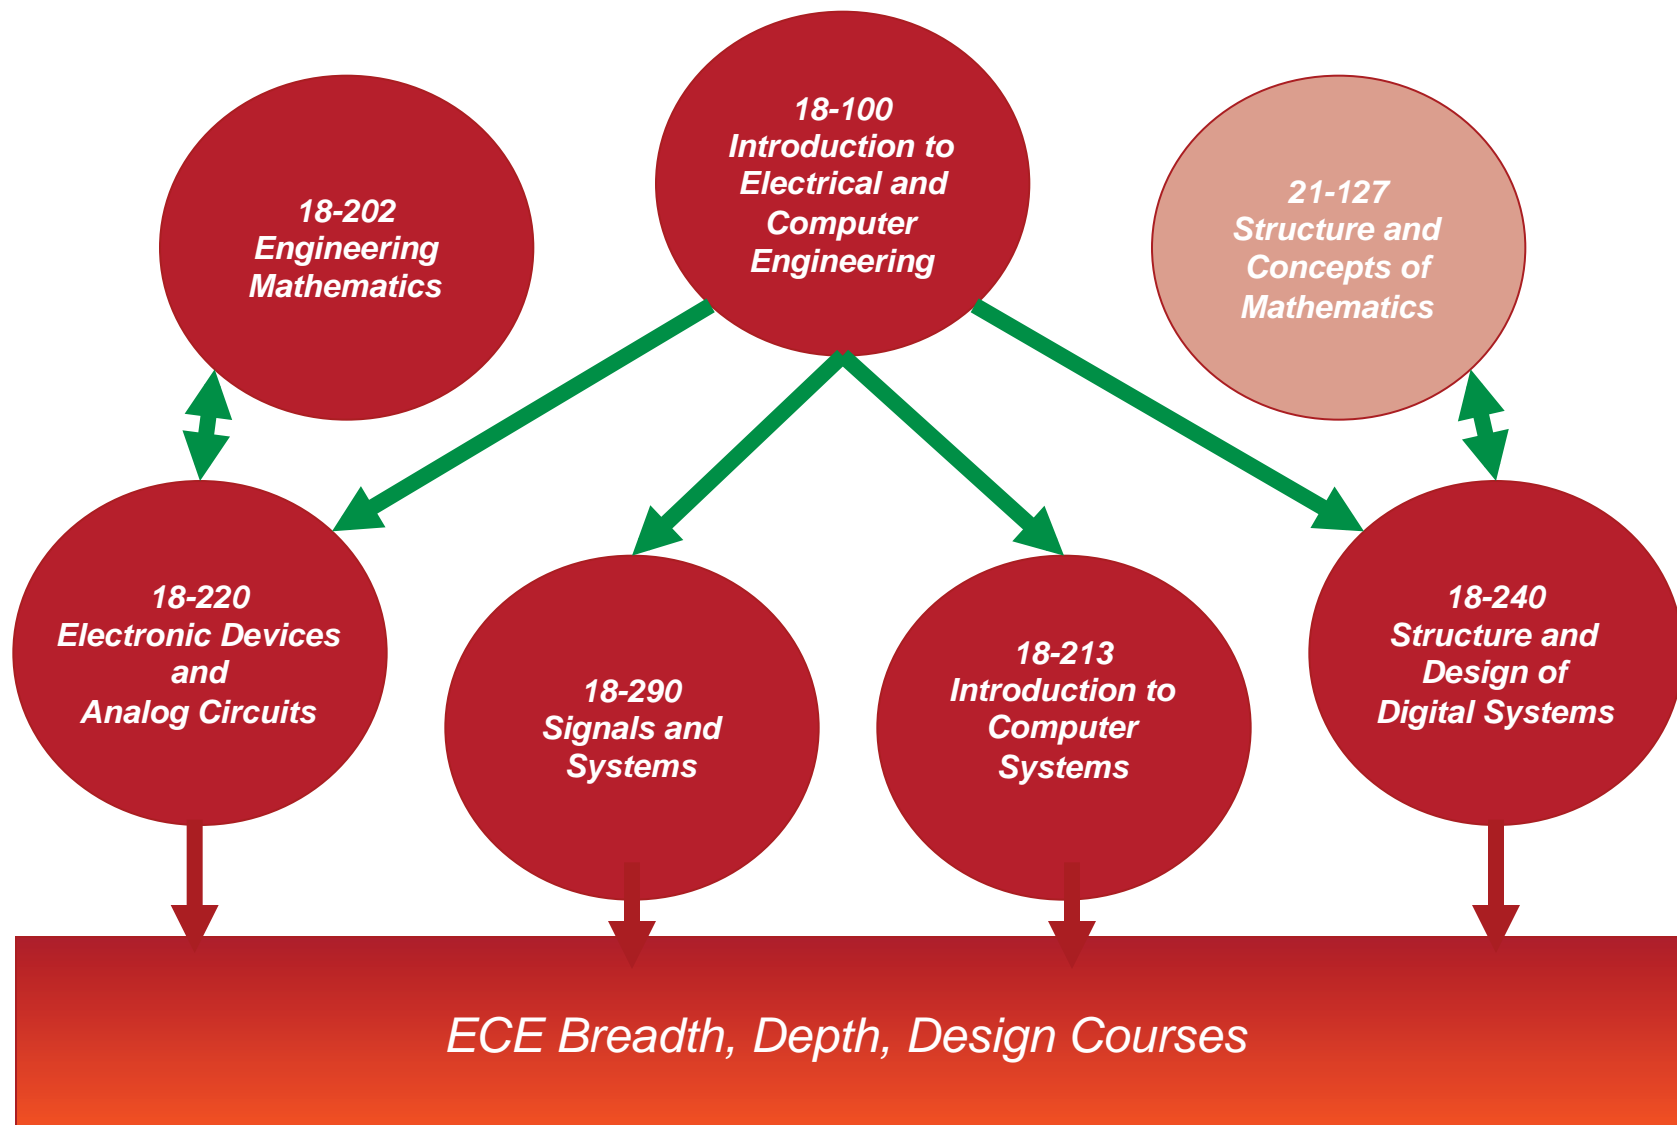 18-100
Introduction to
Electrical and
Computer
Engineering
18-202
Engineering
Mathematics
21-127
Structure and
Concepts of
Mathematics
18-220
Electronic Devices
and
Analog Circuits
18-290
Signals and
Systems
18-213
Introduction to
Computer
Systems
18-240
Structure and
Design of
Digital Systems
ECE Breadth, Depth, Design Courses